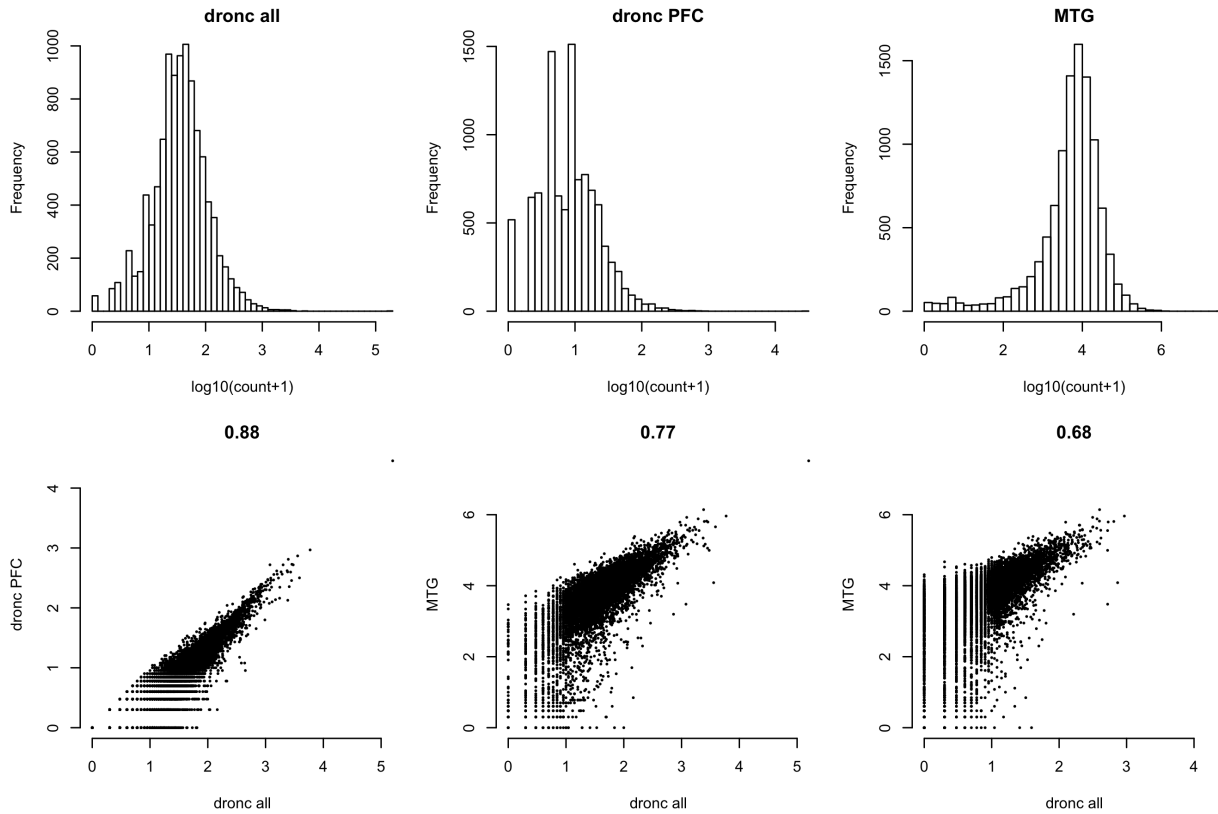 dronc all
dronc PFC
MTG
Frequency
0 200 400 600 800 1000
0 1 2 3 4 5
log10(count+1)
Frequency
0 500 1000 1500
0 1 2 3 4
log10(count+1)
Frequency
0 500 1000 1500
0 2 4 6
log10(count+1)
0.88
0.77
0.68
dronc PFC
0 1 2 3 4
0 1 2 3 4 5
dronc all
MTG
0 2 4 6
0 1 2 3 4 5
dronc all
MTG
0 2 4 6
0 1 2 3 4
dronc all